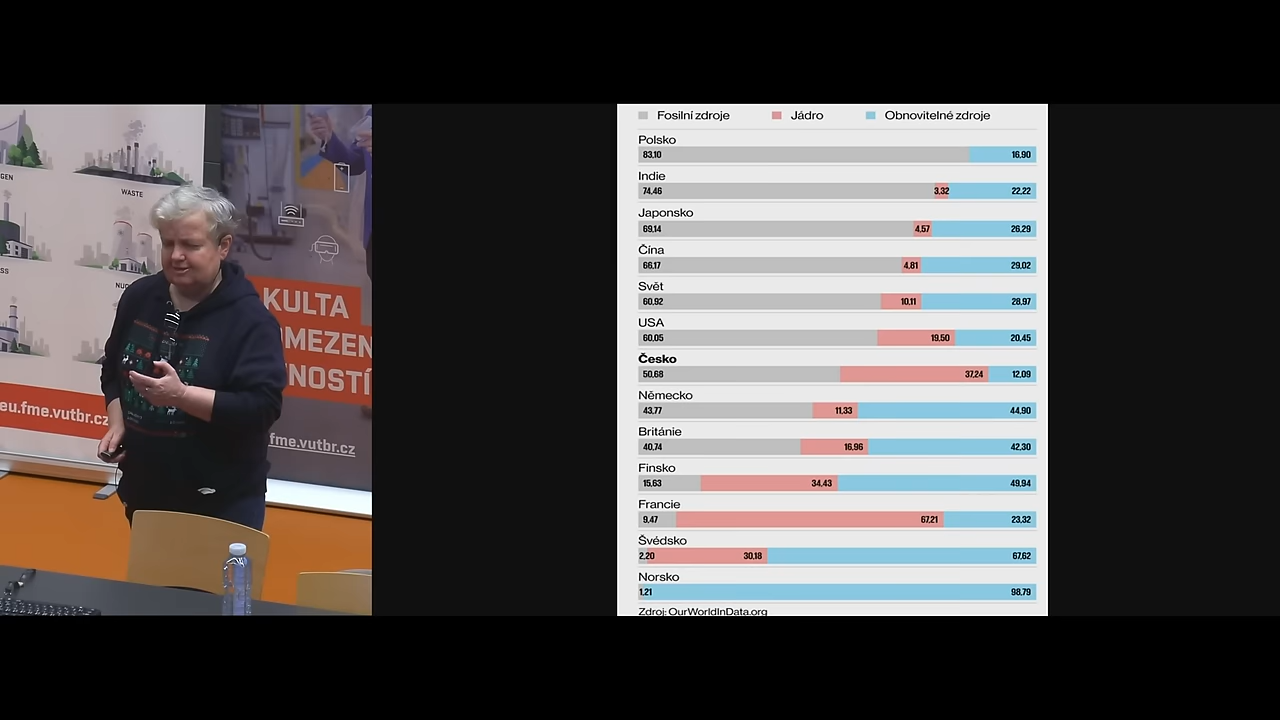 GEN
WASTE
KULTA
OMEZEN
NOSTÍ
eu.fme.vutbr.cz
fme.vutbr.cz
Fosilní zdroje Jádro Obnovitelné zdroje
Polsko
83,10 16,90
Indie
74,46 3,32 22,22
Japonsko
69,14 4,57 26,29
Čína
66,17 4,81 29,02
Svět
60,92 10,11 28,97
USA
60,05 19,50 20,45
Česko
50,68 37,24 12,09
Německo
43,77 11,33 44,90
Británie
40,74 16,96 42,30
Finsko
15,63 34,43 49,94
Francie
9,47 67,21 23,32
Švédsko
2,20 30,18 67,62
Norsko
1,21 98,79
Zdroj: OurWorldInData.org